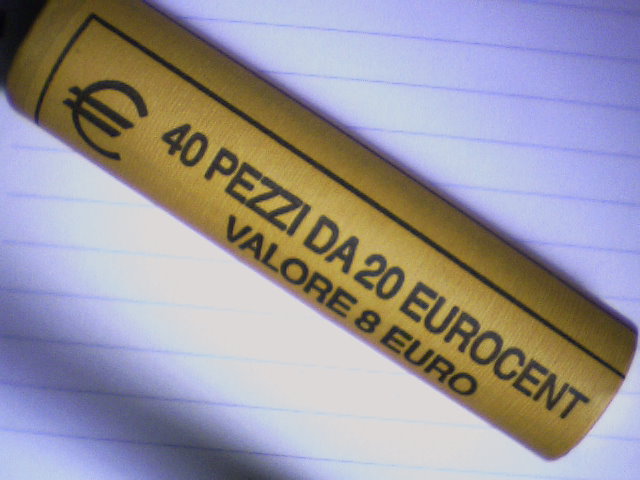 €
40 PEZZI DA 20 EUROCENT
VALORE 8 EURO